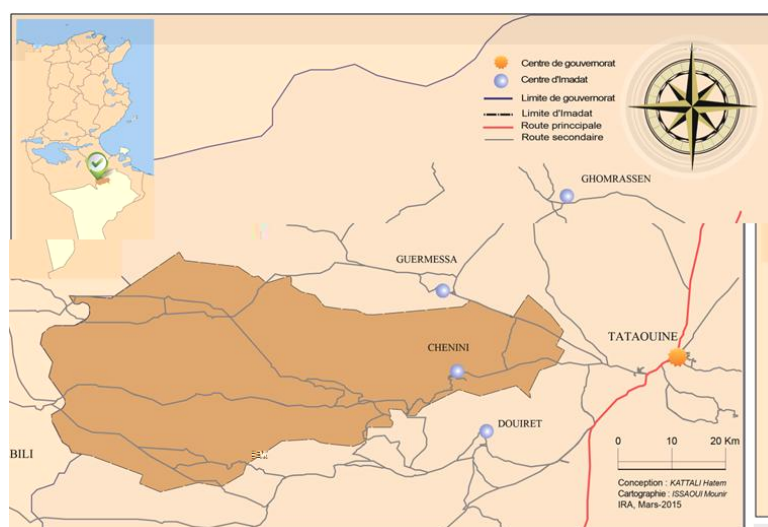 Centre de gouvernorat
Centre d'Imadat
Limite de gouvernorat
Limite d'Imadat
Route princcipale
Route secondaire
GHOMRASSEN
GUERMESSA
TATAOUINE
CHENINI
DOUIRET
BILI
0 10 20 Km
Conception : KATTALI Hatem
Cartographie : ISSAOUI Mounir
IRA, Mars-2015